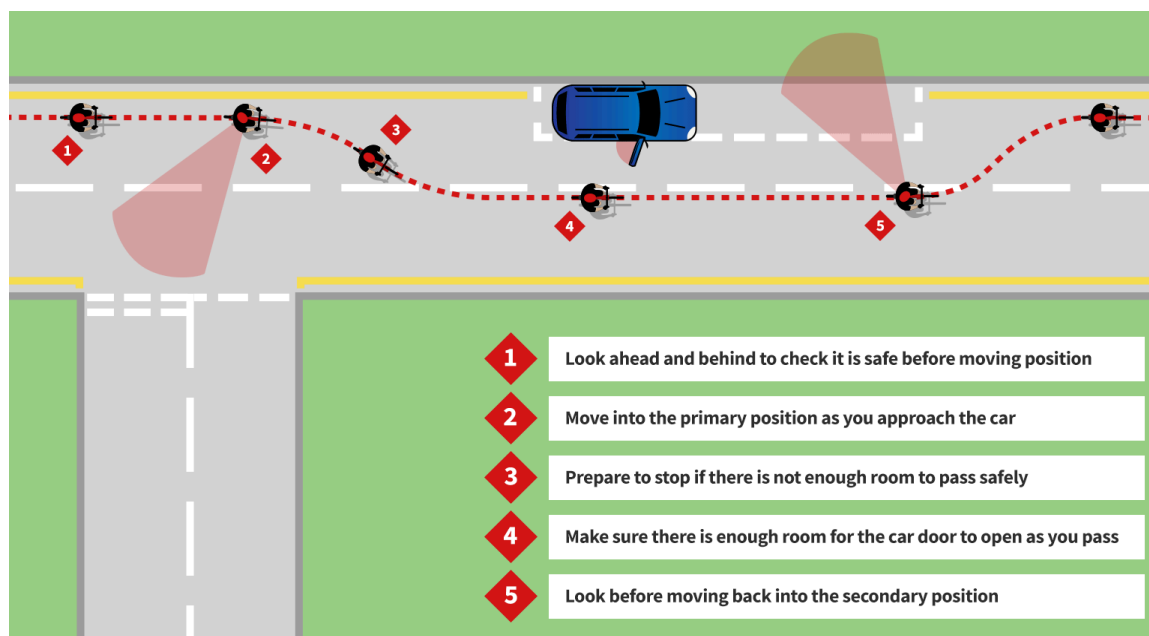 1
2
3
4
5
1 Look ahead and behind to check it is safe before moving position
2 Move into the primary position as you approach the car
3 Prepare to stop if there is not enough room to pass safely
4 Make sure there is enough room for the car door to open as you pass
5 Look before moving back into the secondary position